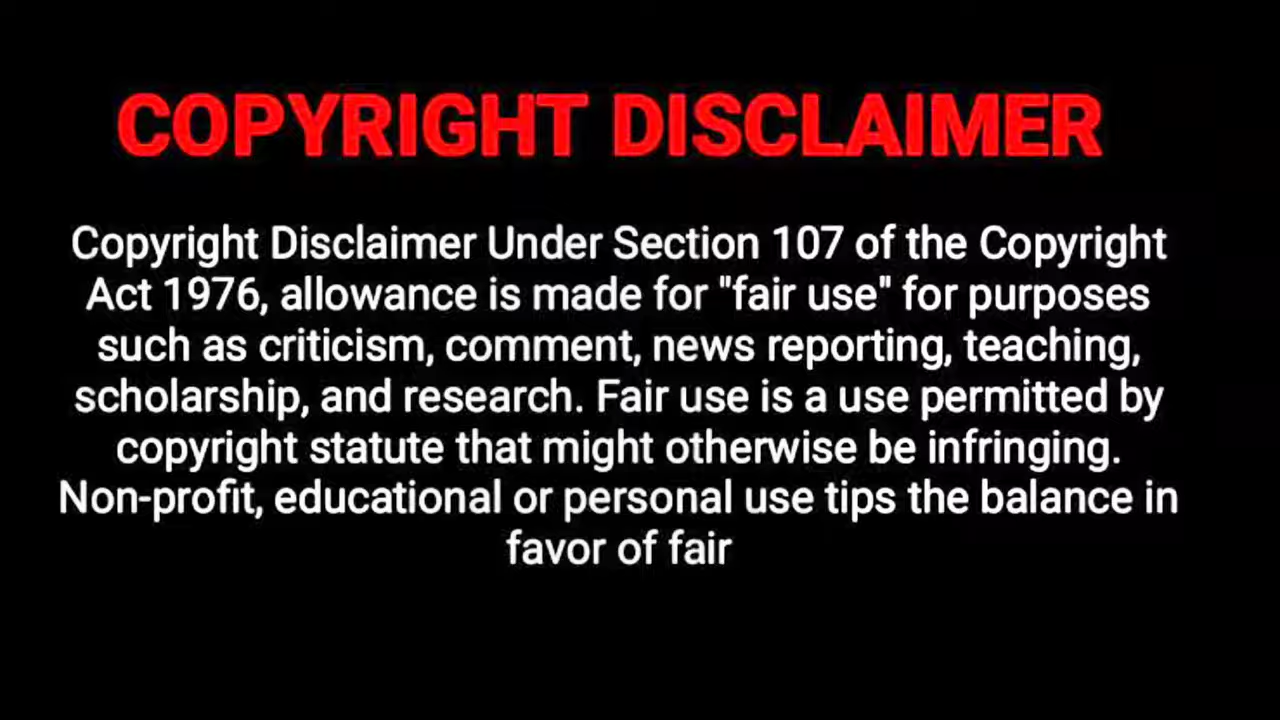 COPYRIGHT DISCLAIMER
Copyright Disclaimer Under Section 107 of the Copyright
Act 1976, allowance is made for "fair use" for purposes
such as criticism, comment, news reporting, teaching,
scholarship, and research. Fair use is a use permitted by
copyright statute that might otherwise be infringing.
Non-profit, educational or personal use tips the balance in
favor of fair